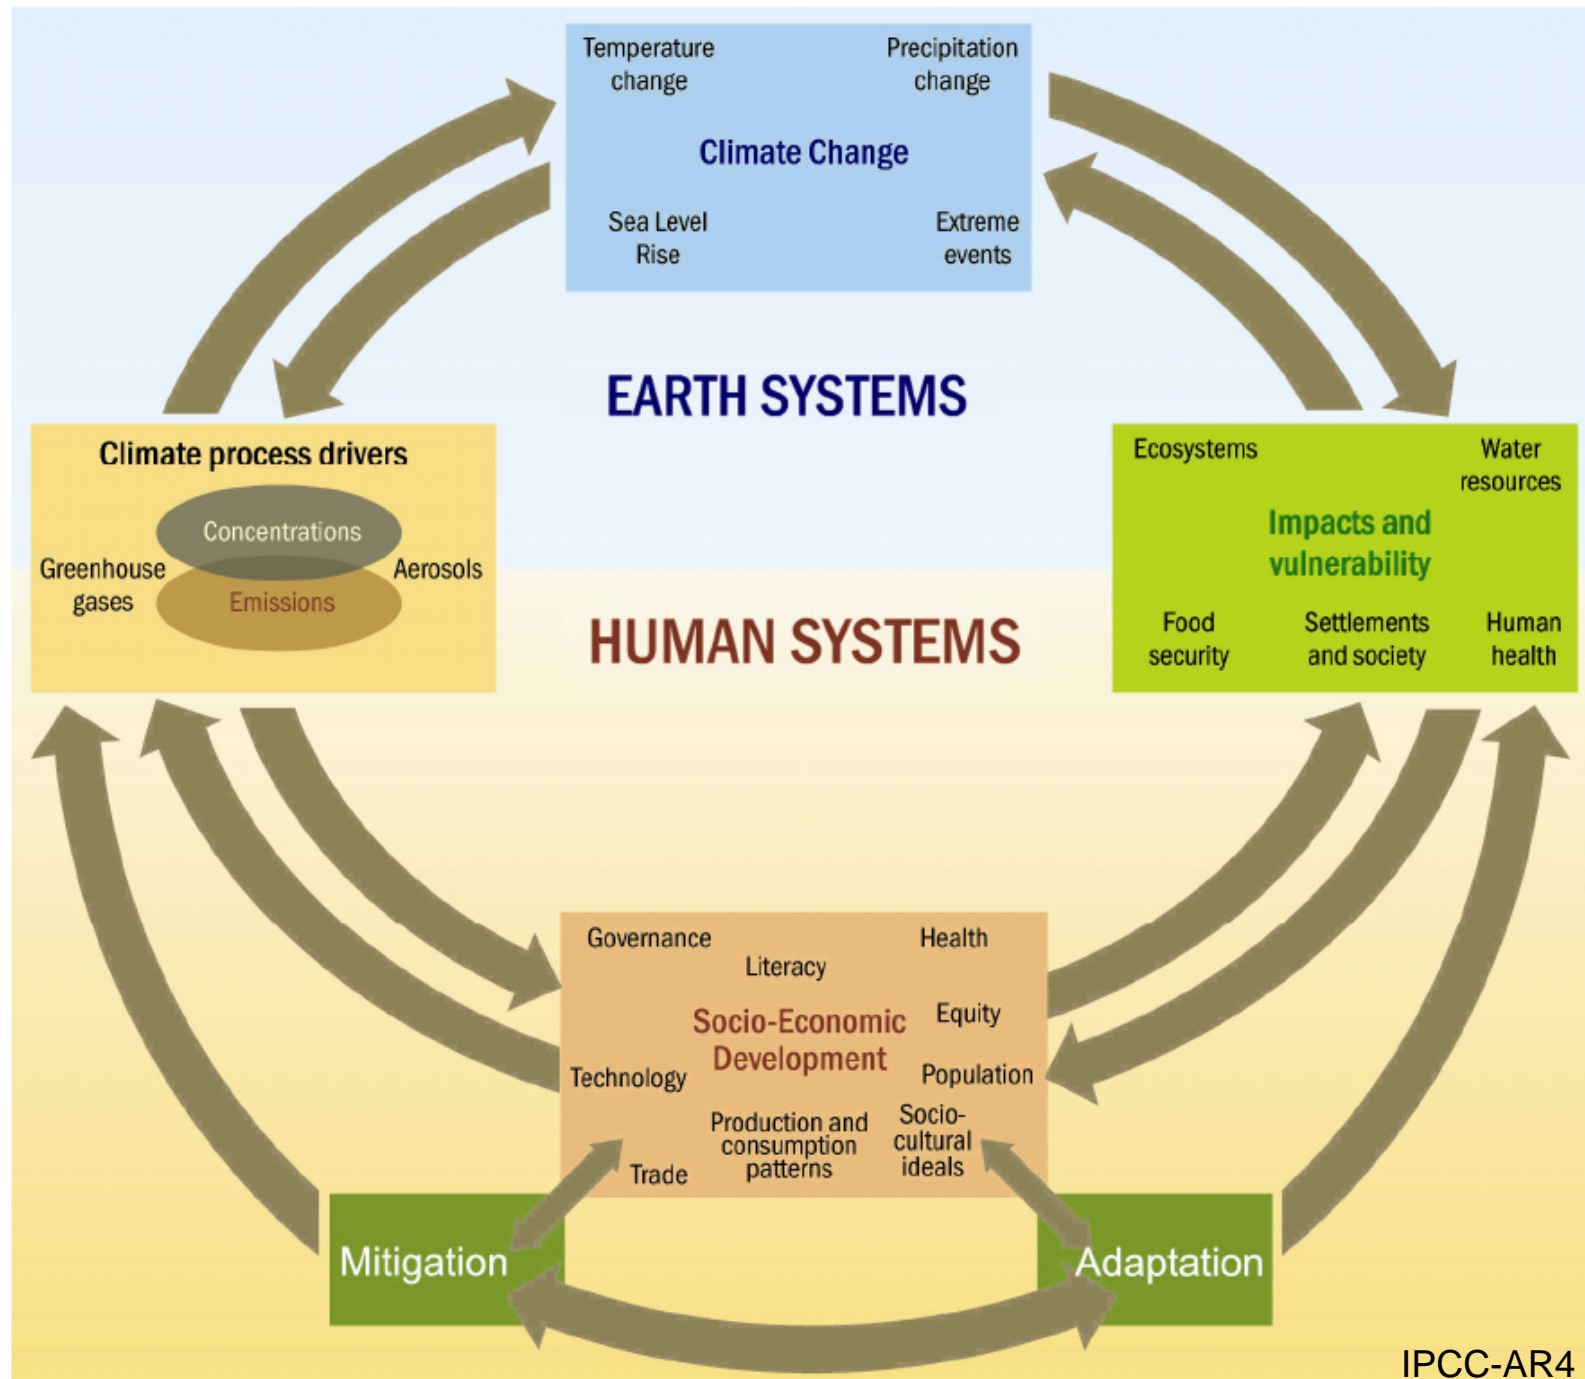 Temperature
change
Precipitation
change
Climate Change
Sea Level
Rise
Extreme
events
EARTH SYSTEMS
Climate process drivers
Concentrations
Greenhouse
gases
Aerosols
Emissions
Ecosystems
Water
resources
Impacts and
vulnerability
Food
security
Settlements
and society
Human
health
HUMAN SYSTEMS
Governance
Health
Literacy
Socio-Economic
Development
Equity
Technology
Population
Production and
consumption
patterns
Socio-
cultural
ideals
Trade
Mitigation
Adaptation
IPCC-AR4